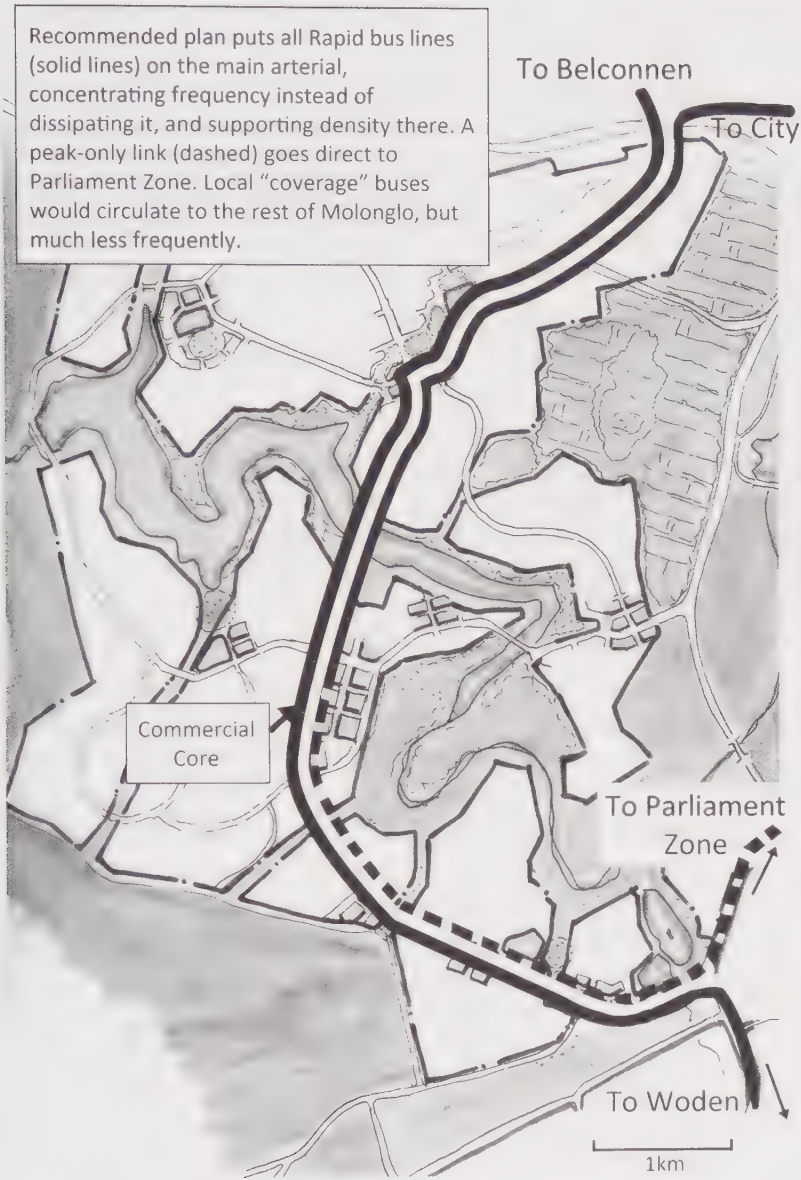 Recommended plan puts all Rapid bus lines
(solid lines) on the main arterial,
concentrating frequency instead of
dissipating it, and supporting density there. A
peak-only link (dashed) goes direct to
Parliament Zone. Local “coverage” buses
would circulate to the rest of Molonglo, but
much less frequently.
To Belconnen
To City
Commercial
Core
To Parliament
Zone
To Woden
1km